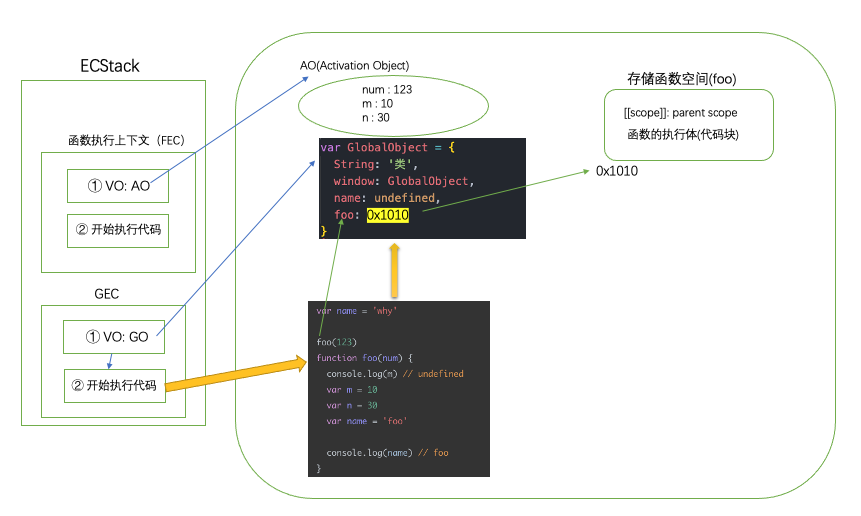 ECStack
函数执行上下文（FEC）
① VO: AO
② 开始执行代码
GEC
① VO: GO
② 开始执行代码
AO(Activation Object)
num : 123
m : 10
n : 30
var GlobalObject = {
String: '类',
window: GlobalObject,
name: undefined,
foo: 0x1010
}
var name = 'why'
foo(123)
function foo(num) {
console.log(m) // undefined
var m = 10
var n = 30
var name = 'foo'
console.log(name) // foo
}
存储函数空间(foo)
[[scope]]: parent scope
函数的执行体(代码块)
0x1010